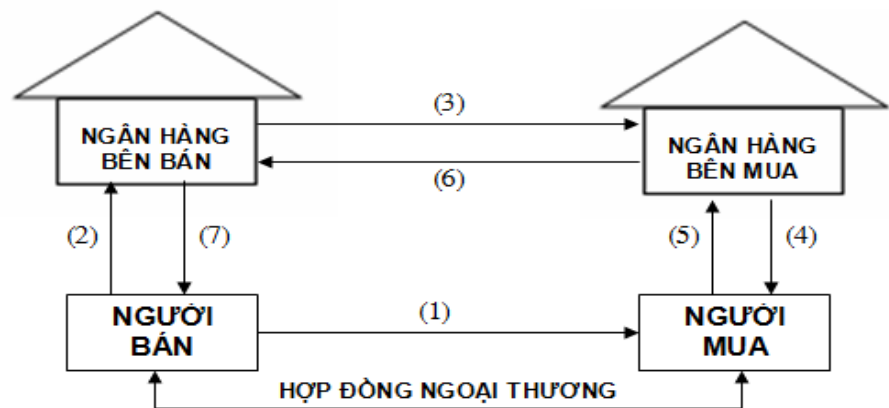 NGÂN HÀNG
BÊN BÁN
(3)
(6)
NGÂN HÀNG
BÊN MUA
(2)
(7)
(5)
(4)
NGƯỜI
BÁN
(1)
NGƯỜI
MUA
HỢP ĐỒNG NGOẠI THƯƠNG